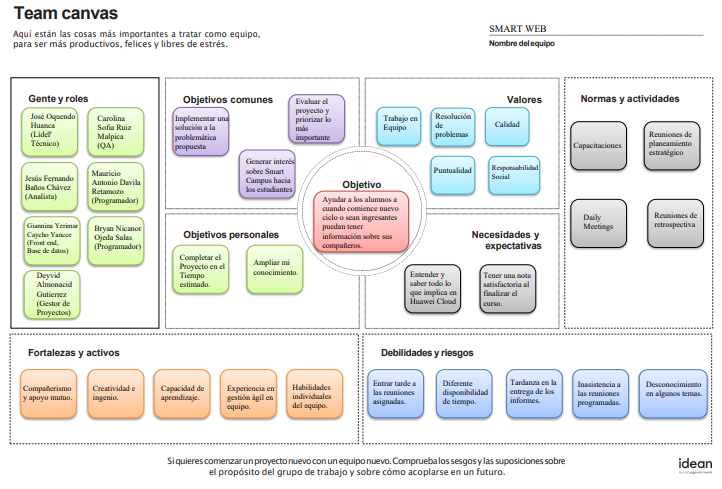 Team canvas
Aquí están las cosas más importantes a tratar como equipo,
para ser más productivos, felices y libres de estrés.
SMART WEB
Nombre del equipo
Gente y roles
José Oquendo
Huanca
(Lidef
Técnico)
Carolina
Sofia Ruiz
Malpica
(QA)
Jesús Fernando
Baños Chávez
(Analista)
Mauricio
Antonio Davila
Retamozo
(Programador)
Giannina Yerimar
Caycho Yancce
(Front end,
Base de datos)
Bryan Nicanor
Ojeda Salas
(Programador)
Deyvid
Almonacid
Gutierrez
(Gestor de
Proyectos)
Objetivos comunes
Implementar una
solución a la
problemática
propuesta
Evaluar el
proyecto y
priorizar lo
más
importante
Generar interés
sobre Smart
Campus hacia
los estudiantes
Valores
Trabajo en
Equipo
Resolución
de
problemas
Calidad
Puntualidad
Responsabilidad
Social
Normas y actividades
Capacitaciones
Reuniones de
planeamiento
estratégico
Daily
Meetings
Reuniones de
retrospectiva
Objetivo
Ayudar a los alumnos a
cuando comience nuevo
ciclo o sean ingresantes
puedan tener
información sobre sus
compañeros.
Objetivos personales
Completar el
Proyecto en el
Tiempo
estimado.
Ampliar mi
conocimiento.
Necesidades y
expectativas
Entender y
saber todo lo
que implica en
Huawei Cloud
Tener una nota
satisfactoria al
finalizar el
curso.
Fortalezas y activos
Compañerismo
y apoyo mutuo.
Creatividad e
ingenio.
Capacidad de
aprendizaje.
Experiencia en
gestión ágil en
equipo.
Habilidades
individuales
del equipo.
Debilidades y riesgos
Entrar tarde a
las reuniones
asignadas.
Diferente
disponibilidad
de tiempo.
Tardanza en la
entrega de los
informes.
Inasistencia a
las reuniones
programadas.
Desconocimiento
en algunos temas.
Si quieres comenzar un proyecto nuevo con un equipo nuevo. Comprueba los sesgos y las suposiciones sobre
el propósito del grupo de trabajo y sobre cómo acoplarse en un futuro.
idean